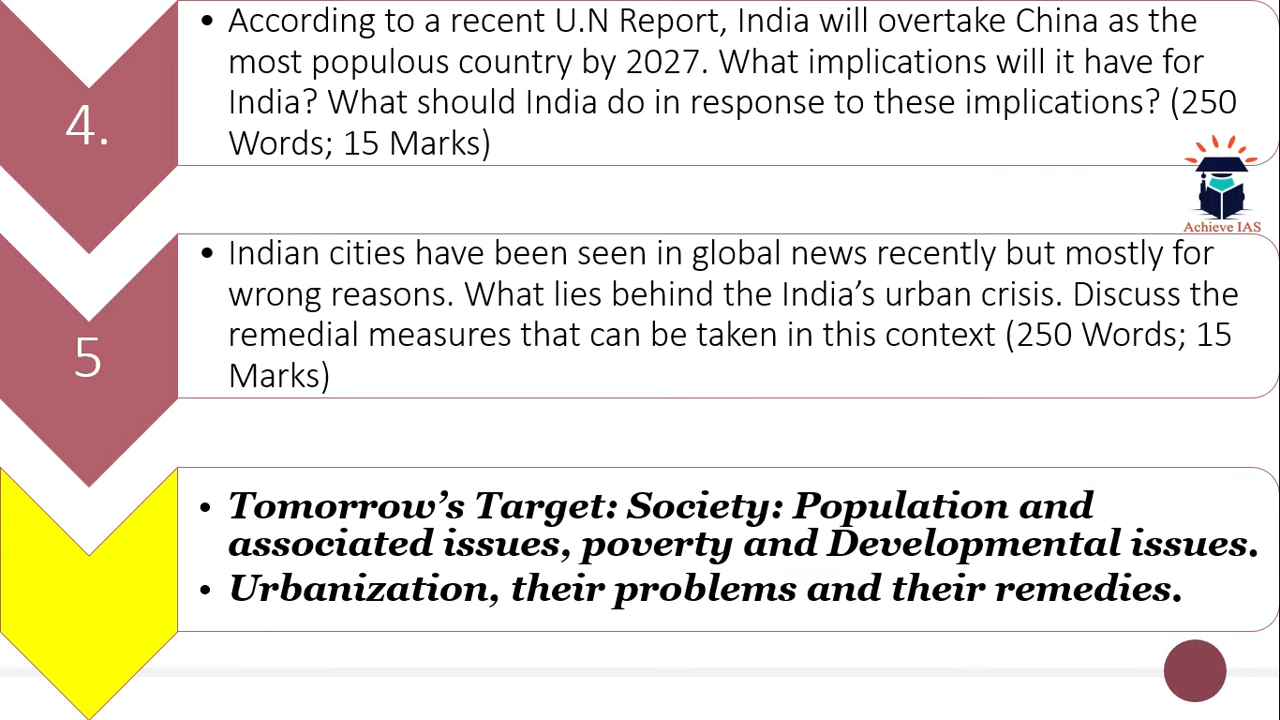 4.
• According to a recent U.N Report, India will overtake China as the
most populous country by 2027. What implications will it have for
India? What should India do in response to these implications? (250
Words; 15 Marks)
Achieve IAS
5
• Indian cities have been seen in global news recently but mostly for
wrong reasons. What lies behind the India’s urban crisis. Discuss the
remedial measures that can be taken in this context (250 Words; 15
Marks)
• Tomorrow’s Target: Society: Population and
associated issues, poverty and Developmental issues.
• Urbanization, their problems and their remedies.